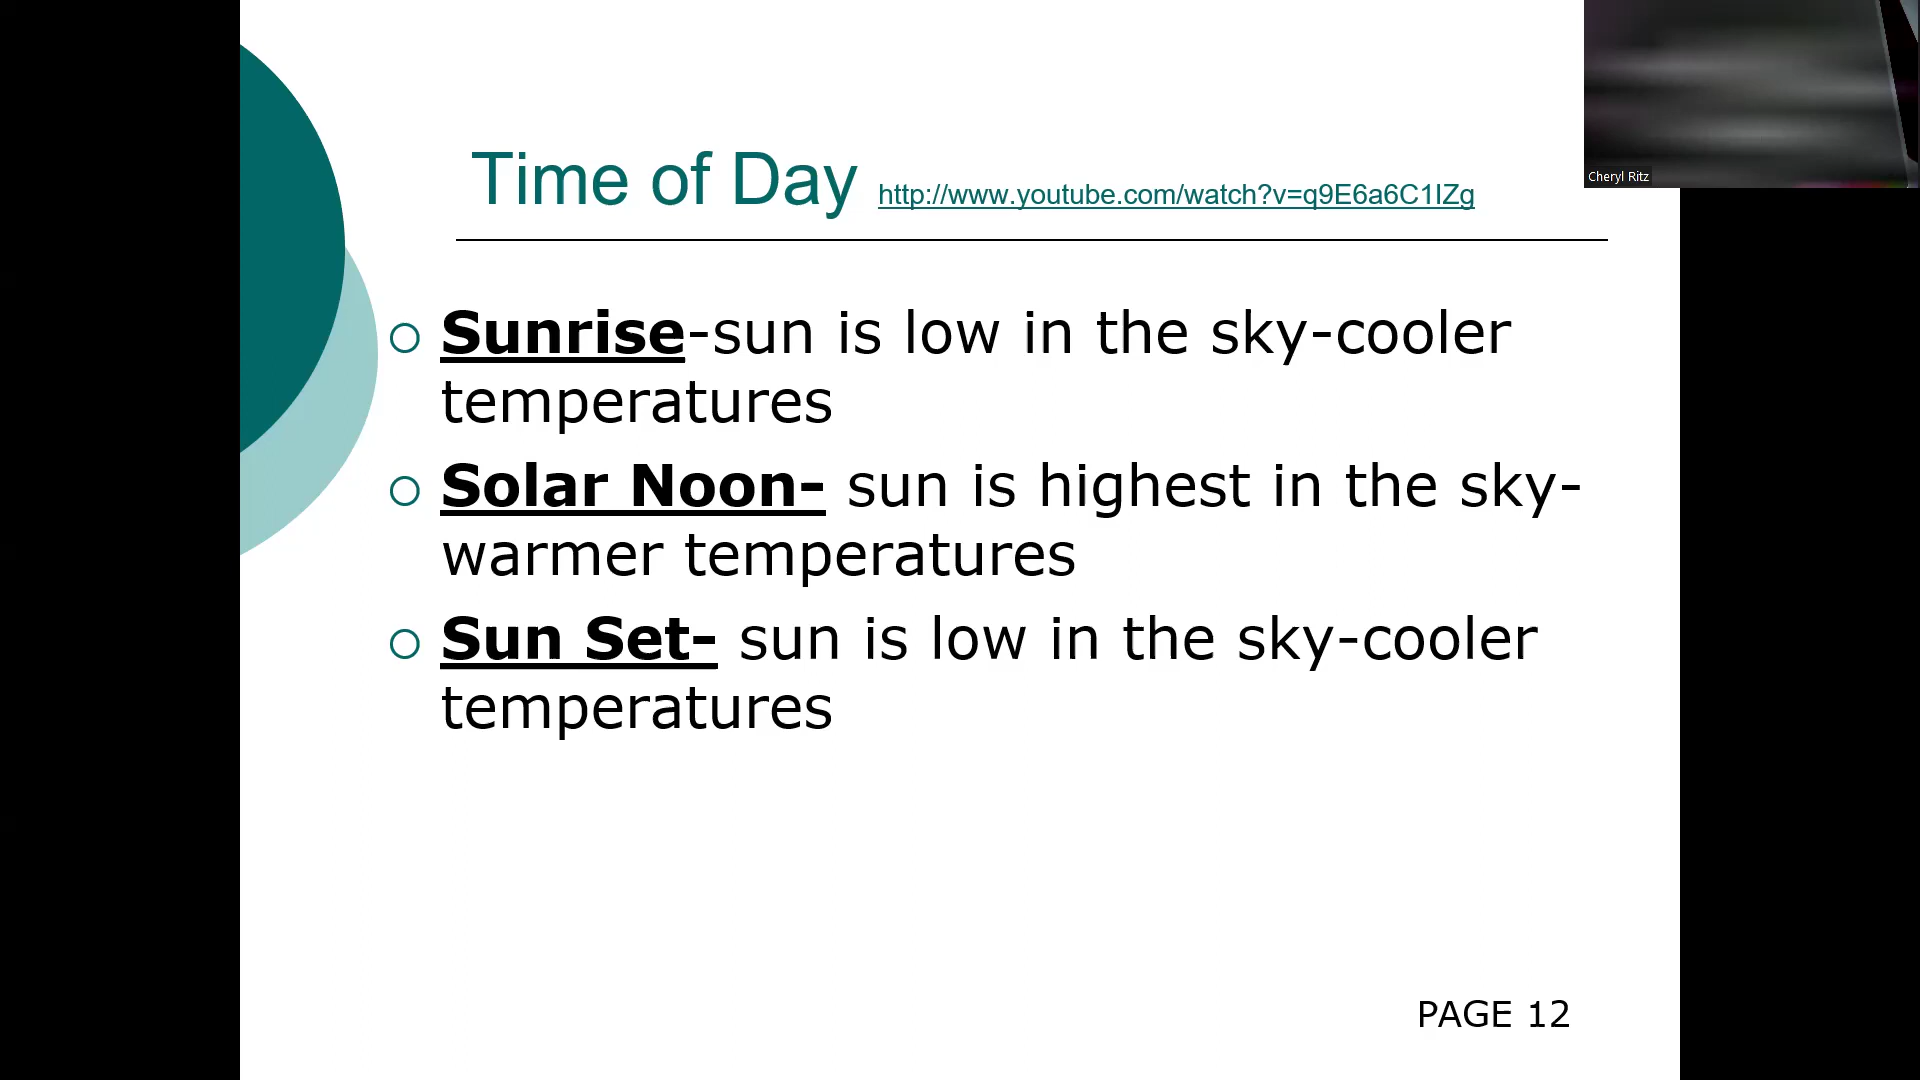 Cheryl Ritz
Time of Day http://www.youtube.com/watch?v=q9E6a6C1IZg
Sunrise-sun is low in the sky-cooler
temperatures
Solar Noon- sun is highest in the sky-
warmer temperatures
Sun Set- sun is low in the sky-cooler
temperatures
PAGE 12